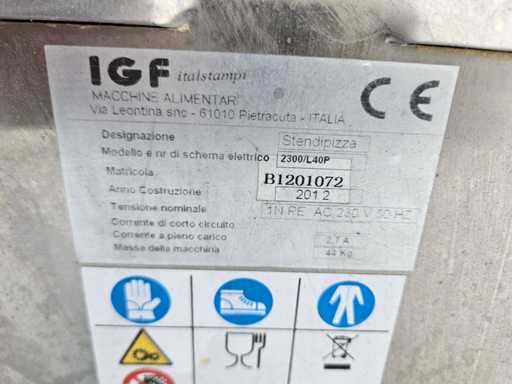 IGF italstampi
MACCHINE ALIMENTARI
Via Leontina snc - 61010 Pietracuta - ITALIA
CE
Designazione Stendipizza
Modello e nr di schema elettrico 2300/L40P
Matricola B1201072
Anno Costruzione 2012
Tensione nominale 1N PE AC 230 V 50 HZ
Corrente di corto circuito
Corrente a pieno carico 2,7 A
Massa della macchina 44 Kg